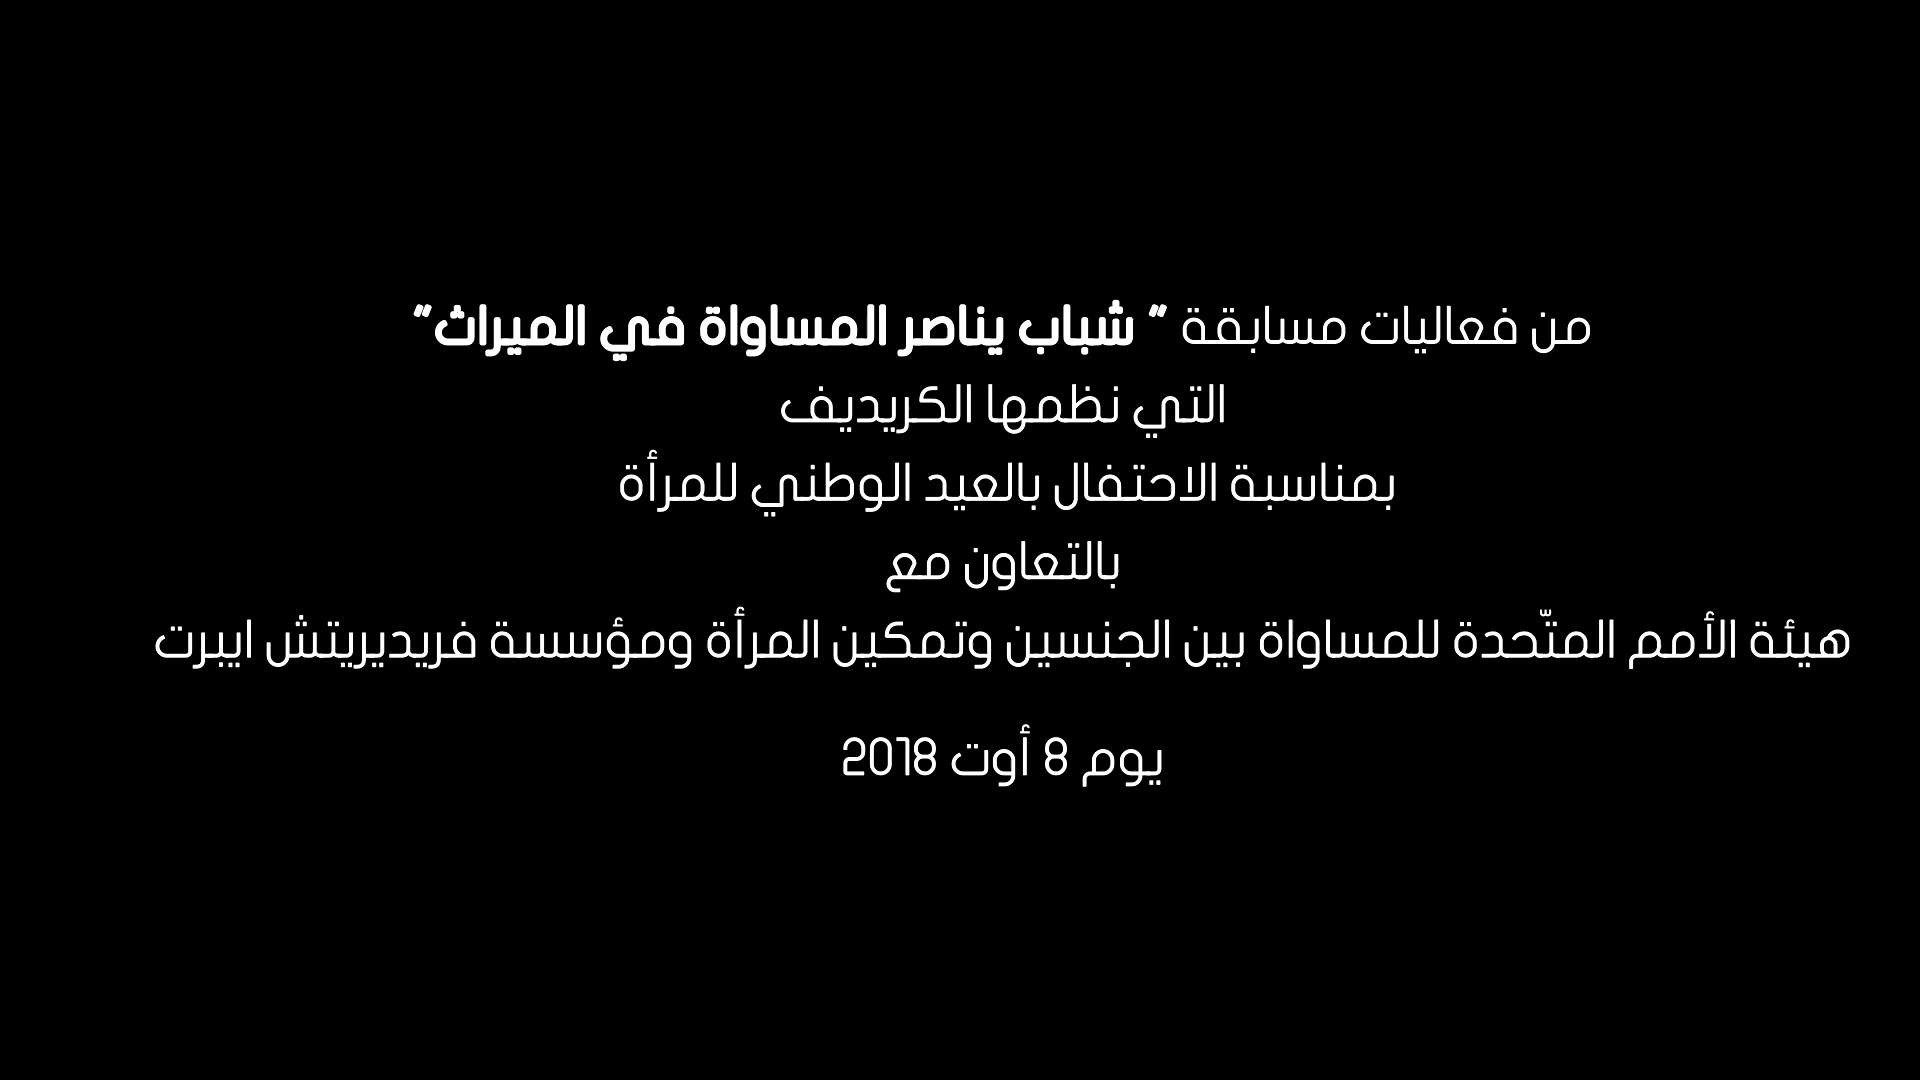 من فعاليات مسابقة " شباب يناصر المساواة في الميراث"
التي نظمها الكريديف
بمناسبة الاحتفال بالعيد الوطني للمرأة
بالتعاون مع
هيئة الأمم المتّحدة للمساواة بين الجنسين وتمكين المرأة ومؤسسة فريديريتش ايبرت
يوم 8 أوت 2018